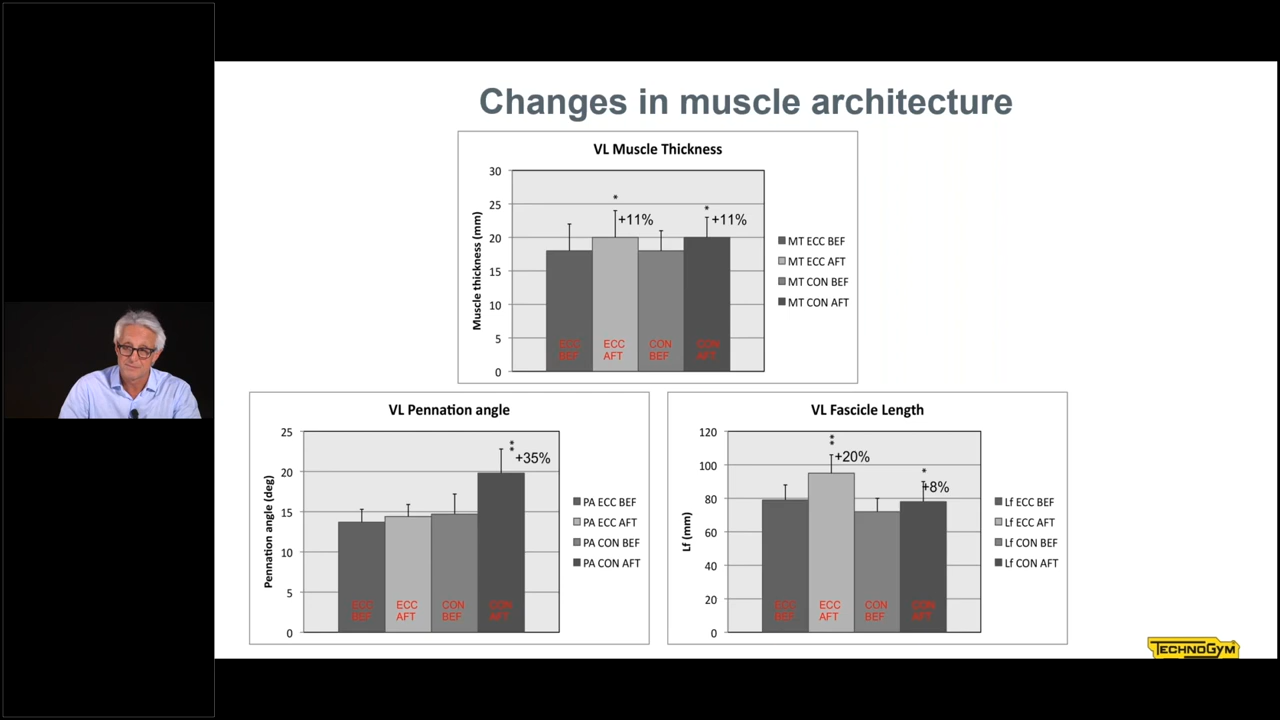 Changes in muscle architecture
VL Muscle Thickness
Muscle thickness (mm)
30
25
20
15
10
5
0
*
+11%
*
+11%
ECC
BEF
ECC
AFT
CON
BEF
CON
AFT
MT ECC BEF
MT ECC AFT
MT CON BEF
MT CON AFT
VL Pennation angle
Pennation angle (deg)
25
20
15
10
5
0
*
*
+35%
ECC
BEF
ECC
AFT
CON
BEF
CON
AFT
PA ECC BEF
PA ECC AFT
PA CON BEF
PA CON AFT
VL Fascicle Length
Lf (mm)
120
100
80
60
40
20
0
*
*
+20%
*
+8%
ECC
BEF
ECC
AFT
CON
BEF
CON
AFT
Lf ECC BEF
Lf ECC AFT
Lf CON BEF
Lf CON AFT
TECHNOGYM